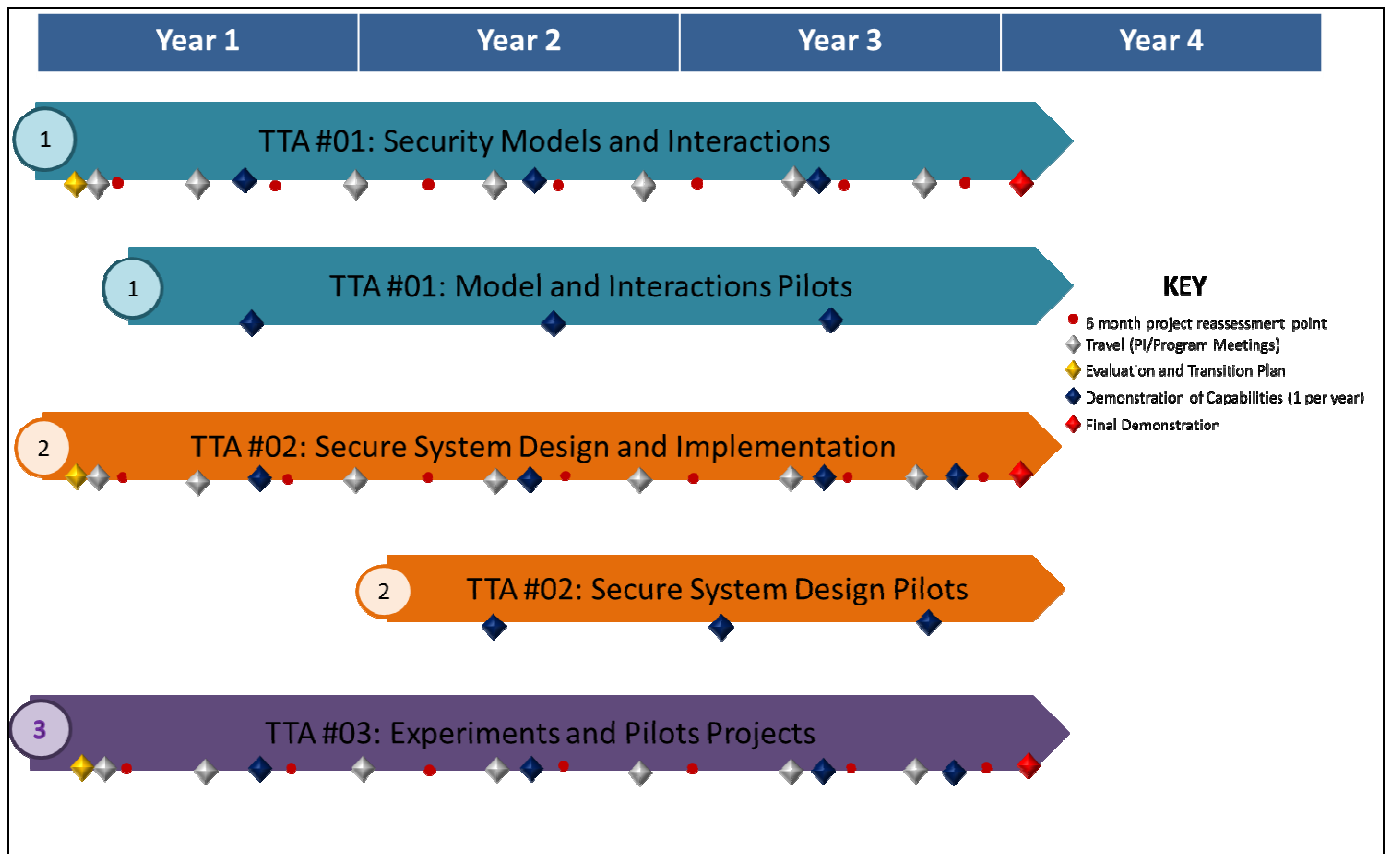 Year 1 Year 2 Year 3 Year 4
1 TTA #01: Security Models and Interactions
1 TTA #01: Model and Interactions Pilots
KEY
6 month project reassessment point
Travel (PI/Program Meetings)
Evaluation and Transition Plan
Demonstration of Capabilities (1 per year)
Final Demonstration
2 TTA #02: Secure System Design and Implementation
2 TTA #02: Secure System Design Pilots
3 TTA #03: Experiments and Pilots Projects